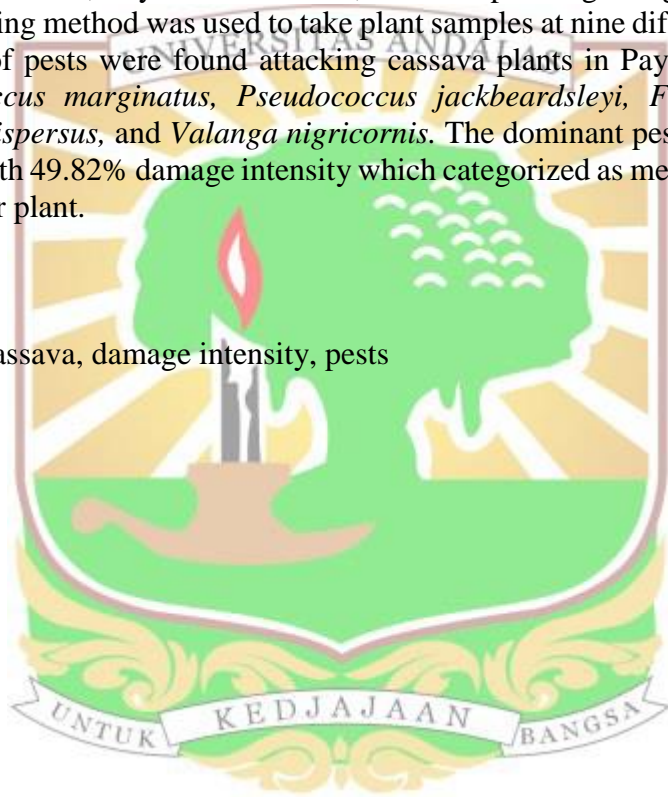 ing method was used to take plant samples at nine dif
UNIVERSITAS ANDALAS
of pests were found attacking cassava plants in Pay
ccus marginatus, Pseudococcus jackbeardsleyi, F
ispersus, and Valanga nigricornis. The dominant pes
th 49.82% damage intensity which categorized as me
r plant.
assava, damage intensity, pests
UNTUK KEDJAJAAN BANGSA